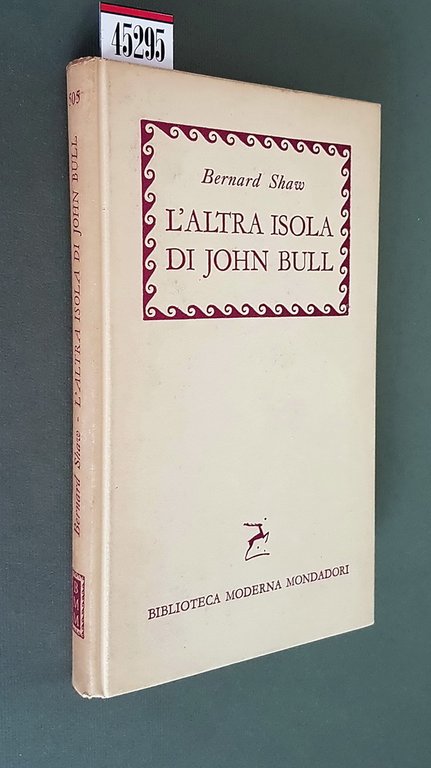 45295
Bernard Shaw
L'ALTRA ISOLA
DI JOHN BULL
BIBLIOTECA MODERNA MONDADORI
505
Bernard Shaw - L'ALTRA ISOLA DI JOHN BULL